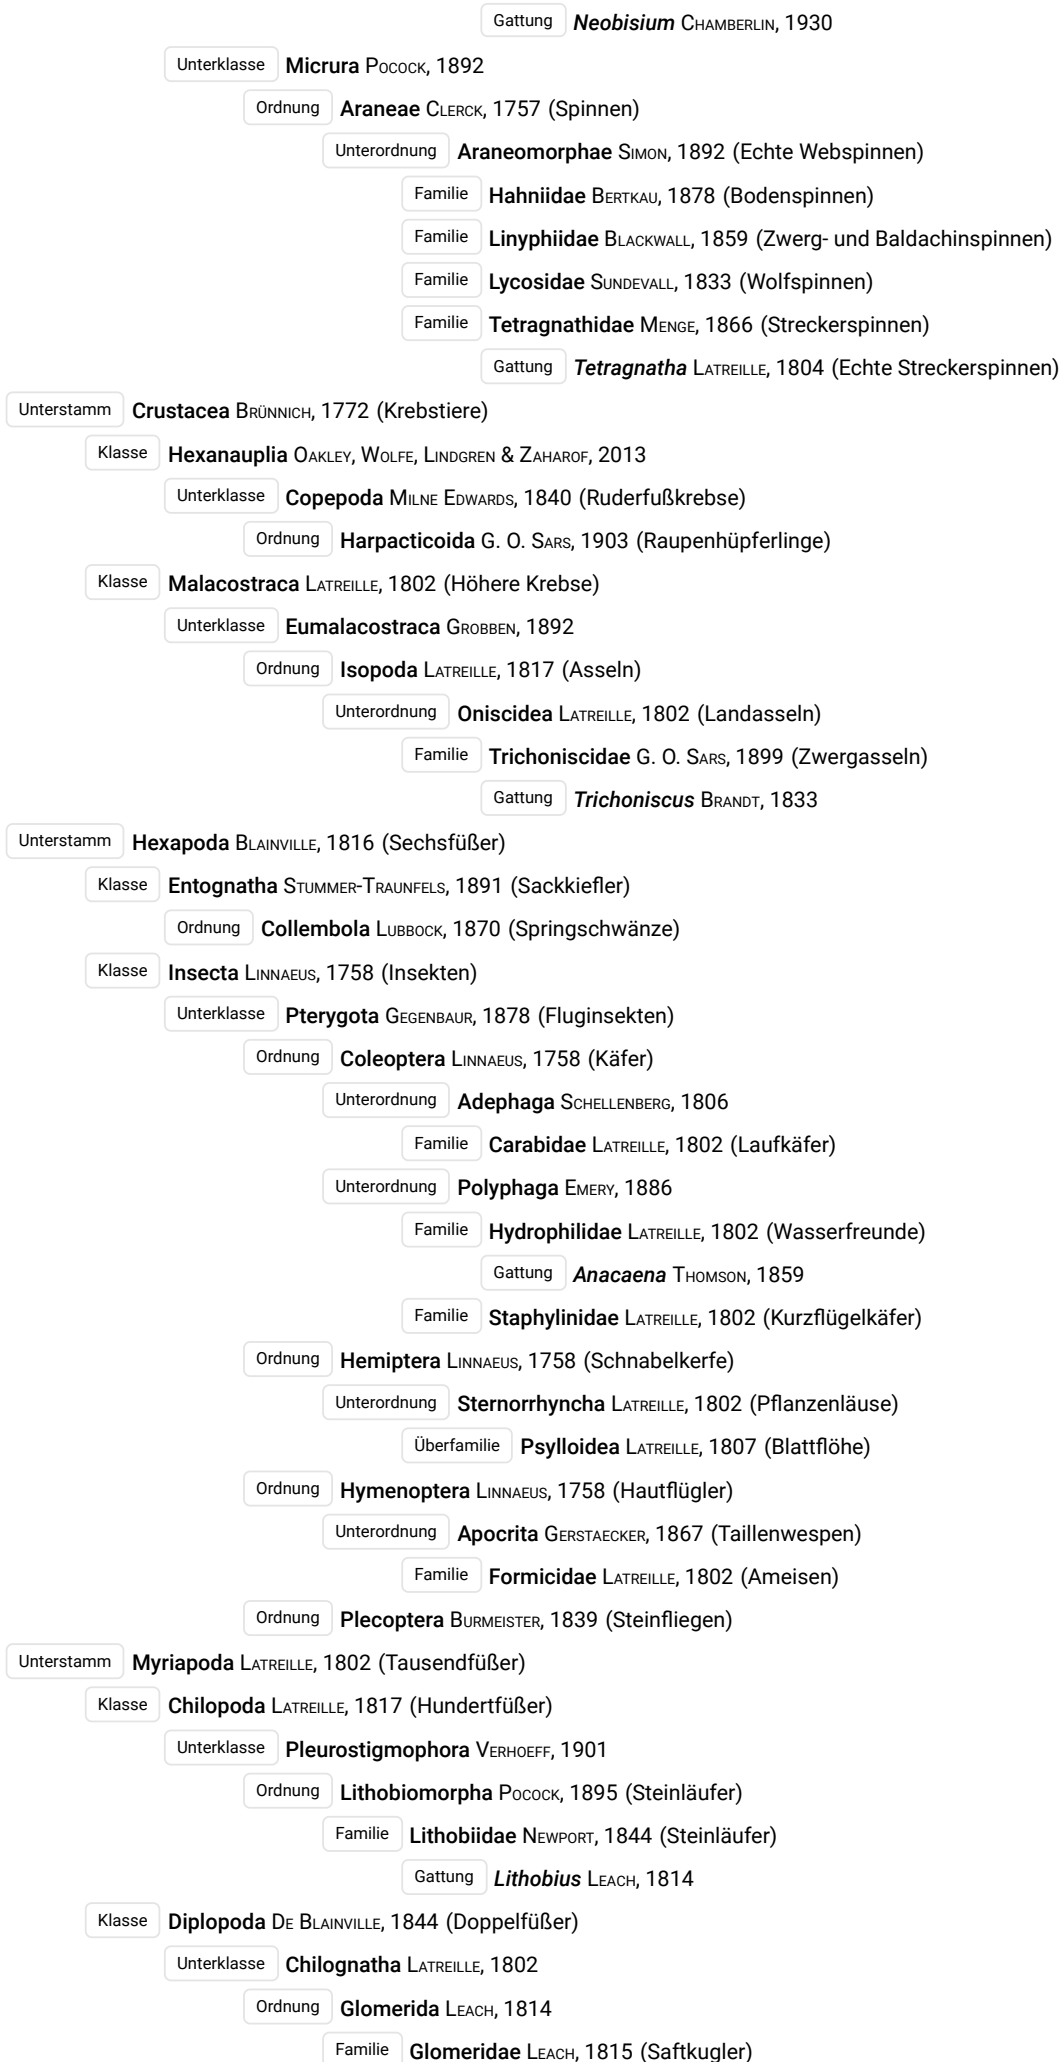 Gattung Neobisium Chamberlin, 1930
Unterklasse Micrura Pocock, 1892
Ordnung Araneae Clerck, 1757 (Spinnen)
Unterordnung Araneomorphae Simon, 1892 (Echte Webspinnen)
Familie Hahniidae Bertkau, 1878 (Bodenspinnen)
Familie Linyphiidae Blackwall, 1859 (Zwerg- und Baldachinspinnen)
Familie Lycosidae Sundevall, 1833 (Wolfspinnen)
Familie Tetragnathidae Menge, 1866 (Streckerspinnen)
Gattung Tetragnatha Latreille, 1804 (Echte Streckerspinnen)
Unterstamm Crustacea Brünnich, 1772 (Krebstiere)
Klasse Hexanauplia Oakley, Wolfe, Lindgren & Zaharof, 2013
Unterklasse Copepoda Milne Edwards, 1840 (Ruderfußkrebse)
Ordnung Harpacticoida G. O. Sars, 1903 (Raupenhüpferlinge)
Klasse Malacostraca Latreille, 1802 (Höhere Krebse)
Unterklasse Eumalacostraca Grobben, 1892
Ordnung Isopoda Latreille, 1817 (Asseln)
Unterordnung Oniscidea Latreille, 1802 (Landasseln)
Familie Trichoniscidae G. O. Sars, 1899 (Zwergasseln)
Gattung Trichoniscus Brandt, 1833
Unterstamm Hexapoda Blainville, 1816 (Sechsfüßer)
Klasse Entognatha Stummer-Traunfels, 1891 (Sackkiefler)
Ordnung Collembola Lubbock, 1870 (Springschwänze)
Klasse Insecta Linnaeus, 1758 (Insekten)
Unterklasse Pterygota Gegenbaur, 1878 (Fluginsekten)
Ordnung Coleoptera Linnaeus, 1758 (Käfer)
Unterordnung Adephaga Schellenberg, 1806
Familie Carabidae Latreille, 1802 (Laufkäfer)
Unterordnung Polyphaga Emery, 1886
Familie Hydrophilidae Latreille, 1802 (Wasserfreunde)
Gattung Anacaena Thomson, 1859
Familie Staphylinidae Latreille, 1802 (Kurzflügelkäfer)
Ordnung Hemiptera Linnaeus, 1758 (Schnabelkerfe)
Unterordnung Sternorrhyncha Latreille, 1802 (Pflanzenläuse)
Überfamilie Psylloidea Latreille, 1807 (Blattflöhe)
Ordnung Hymenoptera Linnaeus, 1758 (Hautflügler)
Unterordnung Apocrita Gerstaecker, 1867 (Taillenwespen)
Familie Formicidae Latreille, 1802 (Ameisen)
Ordnung Plecoptera Burmeister, 1839 (Steinfliegen)
Unterstamm Myriapoda Latreille, 1802 (Tausendfüßer)
Klasse Chilopoda Latreille, 1817 (Hundertfüßer)
Unterklasse Pleurostigmophora Verhoeff, 1901
Ordnung Lithobiomorpha Pocock, 1895 (Steinläufer)
Familie Lithobiidae Newport, 1844 (Steinläufer)
Gattung Lithobius Leach, 1814
Klasse Diplopoda De Blainville, 1844 (Doppelfüßer)
Unterklasse Chilognatha Latreille, 1802
Ordnung Glomerida Leach, 1814
Familie Glomeridae Leach, 1815 (Saftkugler)